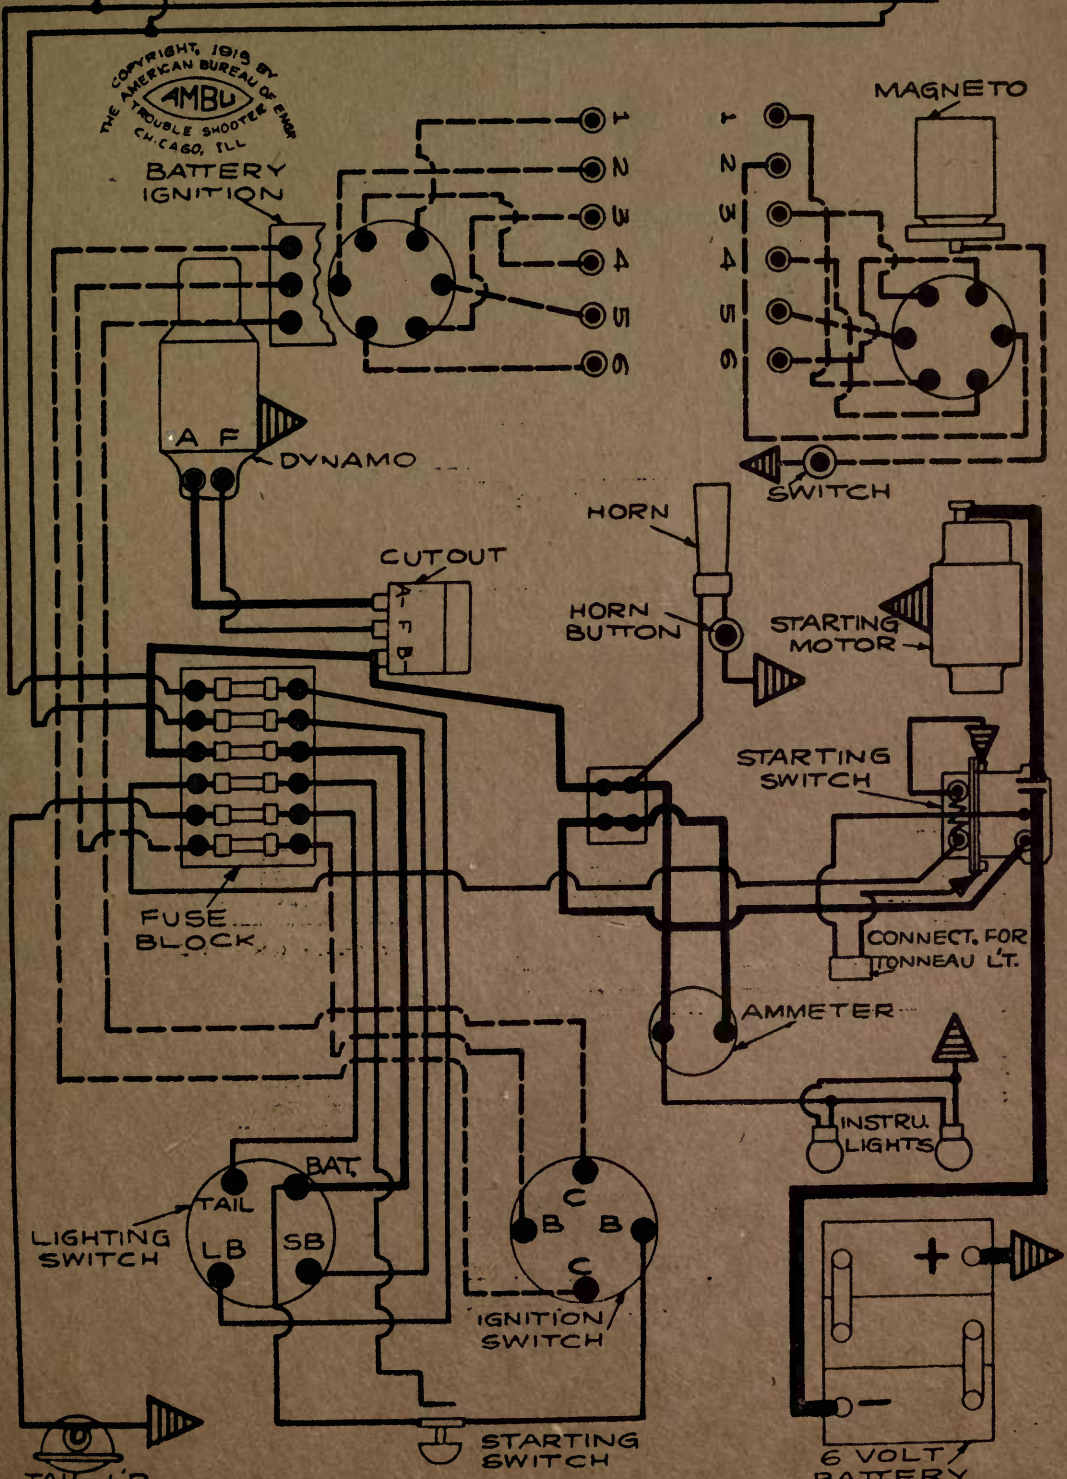 COPYRIGHT, 1919 BY
THE AMERICAN BUREAU OF ENGR
AMBU
TROUBLE SHOOTER
CHICAGO, ILL
BATTERY
IGNITION
1
2
3
4
5
6
1
2
3
4
5
6
MAGNETO
SWITCH
A F
DYNAMO
CUTOUT
A-
F
B-
HORN
HORN
BUTTON
STARTING
MOTOR
STARTING
SWITCH
FUSE
BLOCK
CONNECT. FOR
TONNEAU L'T.
AMMETER
INSTRU.
LIGHTS
BAT.
TAIL
LB SB
LIGHTING
SWITCH
C
B B
C
IGNITION
SWITCH
+
-
STARTING
SWITCH
6 VOLT
BATTERY